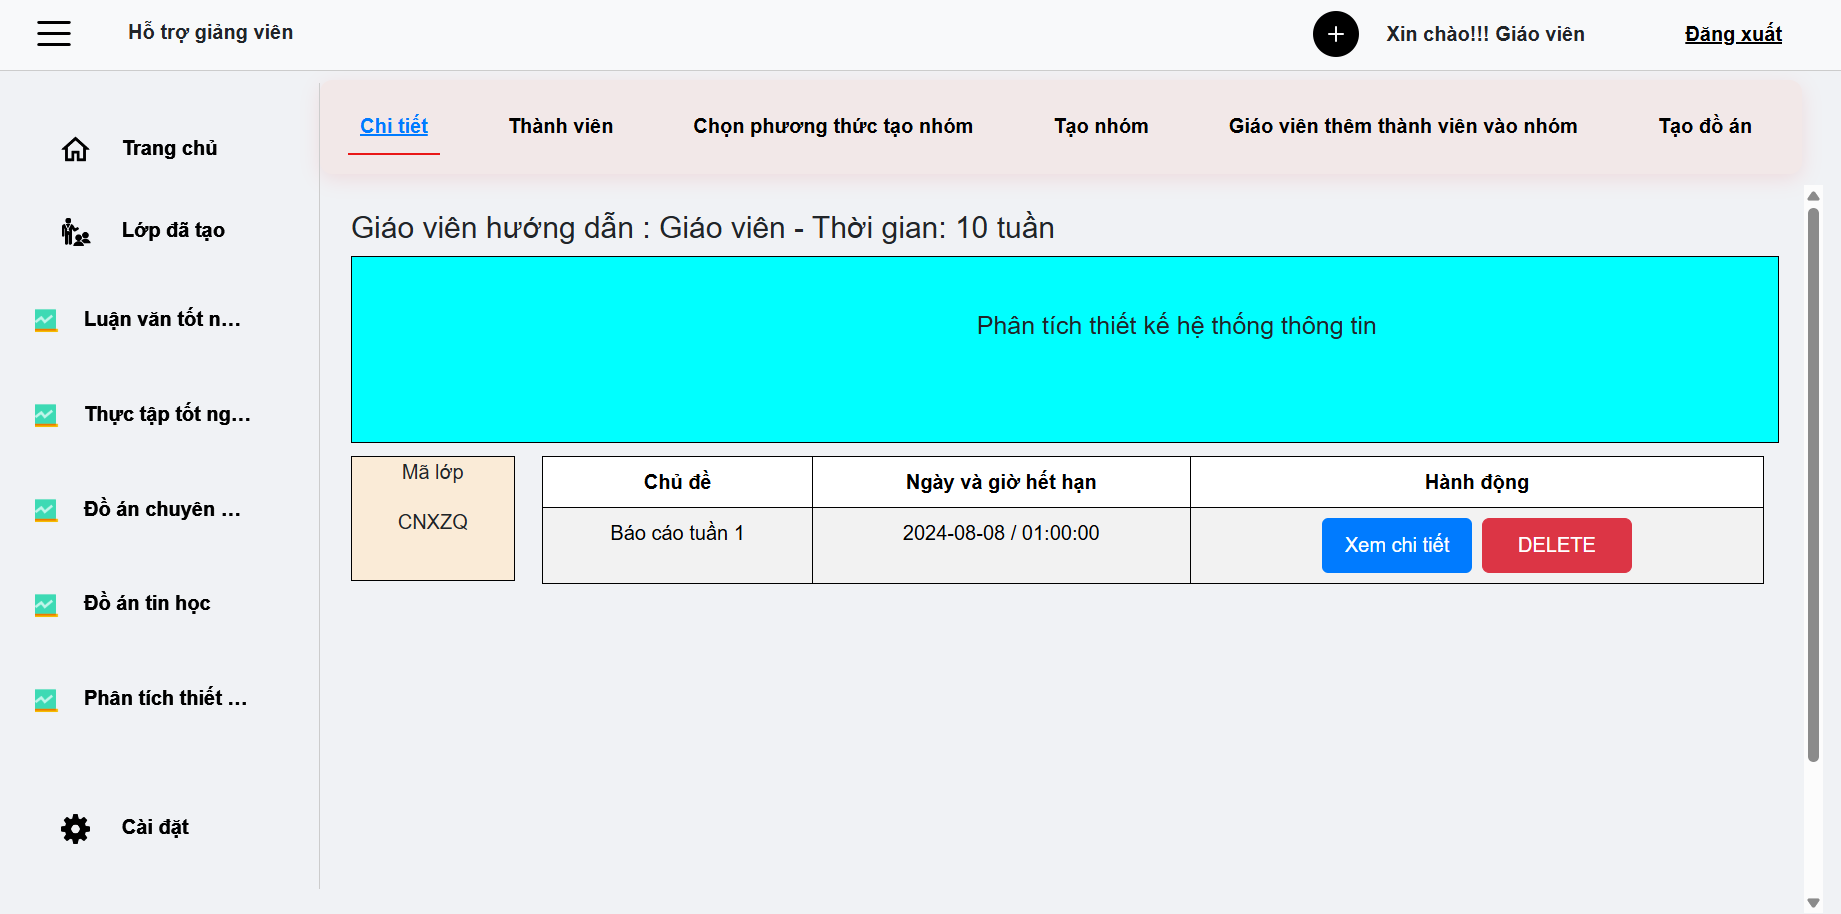 Hỗ trợ giảng viên
Xin chào!!! Giáo viên
Đăng xuất
Trang chủ
Lớp đã tạo
Luận văn tốt n...
Thực tập tốt ng...
Đồ án chuyên ...
Đồ án tin học
Phân tích thiết ...
Cài đặt
Chi tiết
Thành viên
Chọn phương thức tạo nhóm
Tạo nhóm
Giáo viên thêm thành viên vào nhóm
Tạo đồ án
Giáo viên hướng dẫn : Giáo viên - Thời gian: 10 tuần
Phân tích thiết kế hệ thống thông tin
Mã lớp
CNXZQ
Chủ đề
Ngày và giờ hết hạn
Hành động
Báo cáo tuần 1
2024-08-08 / 01:00:00
Xem chi tiết
DELETE